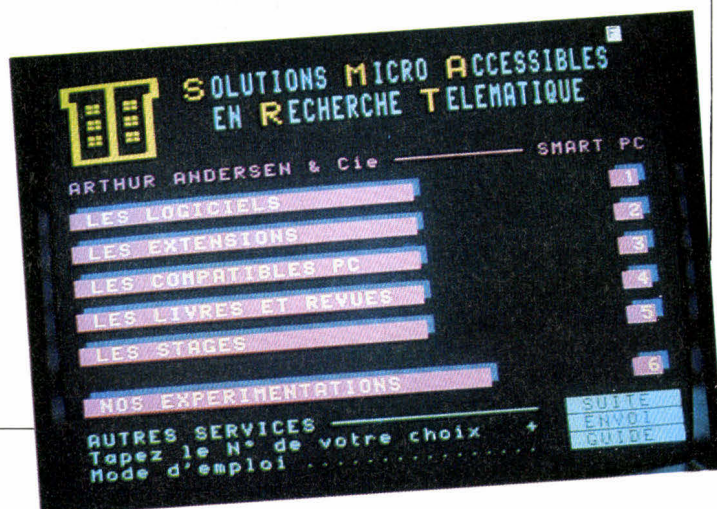 F
SOLUTIONS MICRO ACCESSIBLES
EN RECHERCHE TELEMATIQUE
ARTHUR ANDERSEN & Cie SMART PC
LES LOGICIELS 1
LES EXTENSIONS 2
LES COMPATIBLES PC 3
LES LIVRES ET REVUES 4
LES STAGES 5
NOS EXPERIMENTATIONS 6
AUTRES SERVICES SUITE
Tapez le N° de votre choix + ENVOI
Mode d'emploi ................ GUIDE